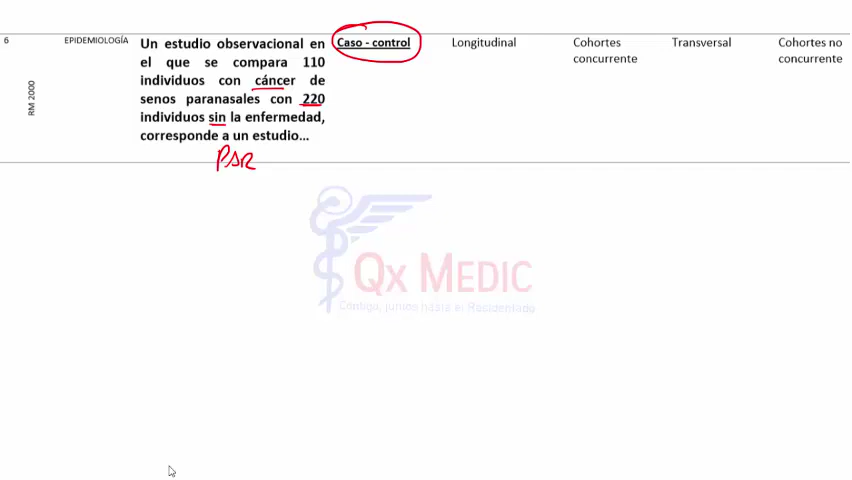 6
EPIDEMIOLOGÍA
RM 2000
Un estudio observacional en
el que se compara 110
individuos con cáncer de
senos paranasales con 220
individuos sin la enfermedad,
corresponde a un estudio...
Caso - control
Longitudinal
Cohortes
concurrente
Transversal
Cohortes no
concurrente
QX MEDIC
Contigo, juntos hasta el Residentado